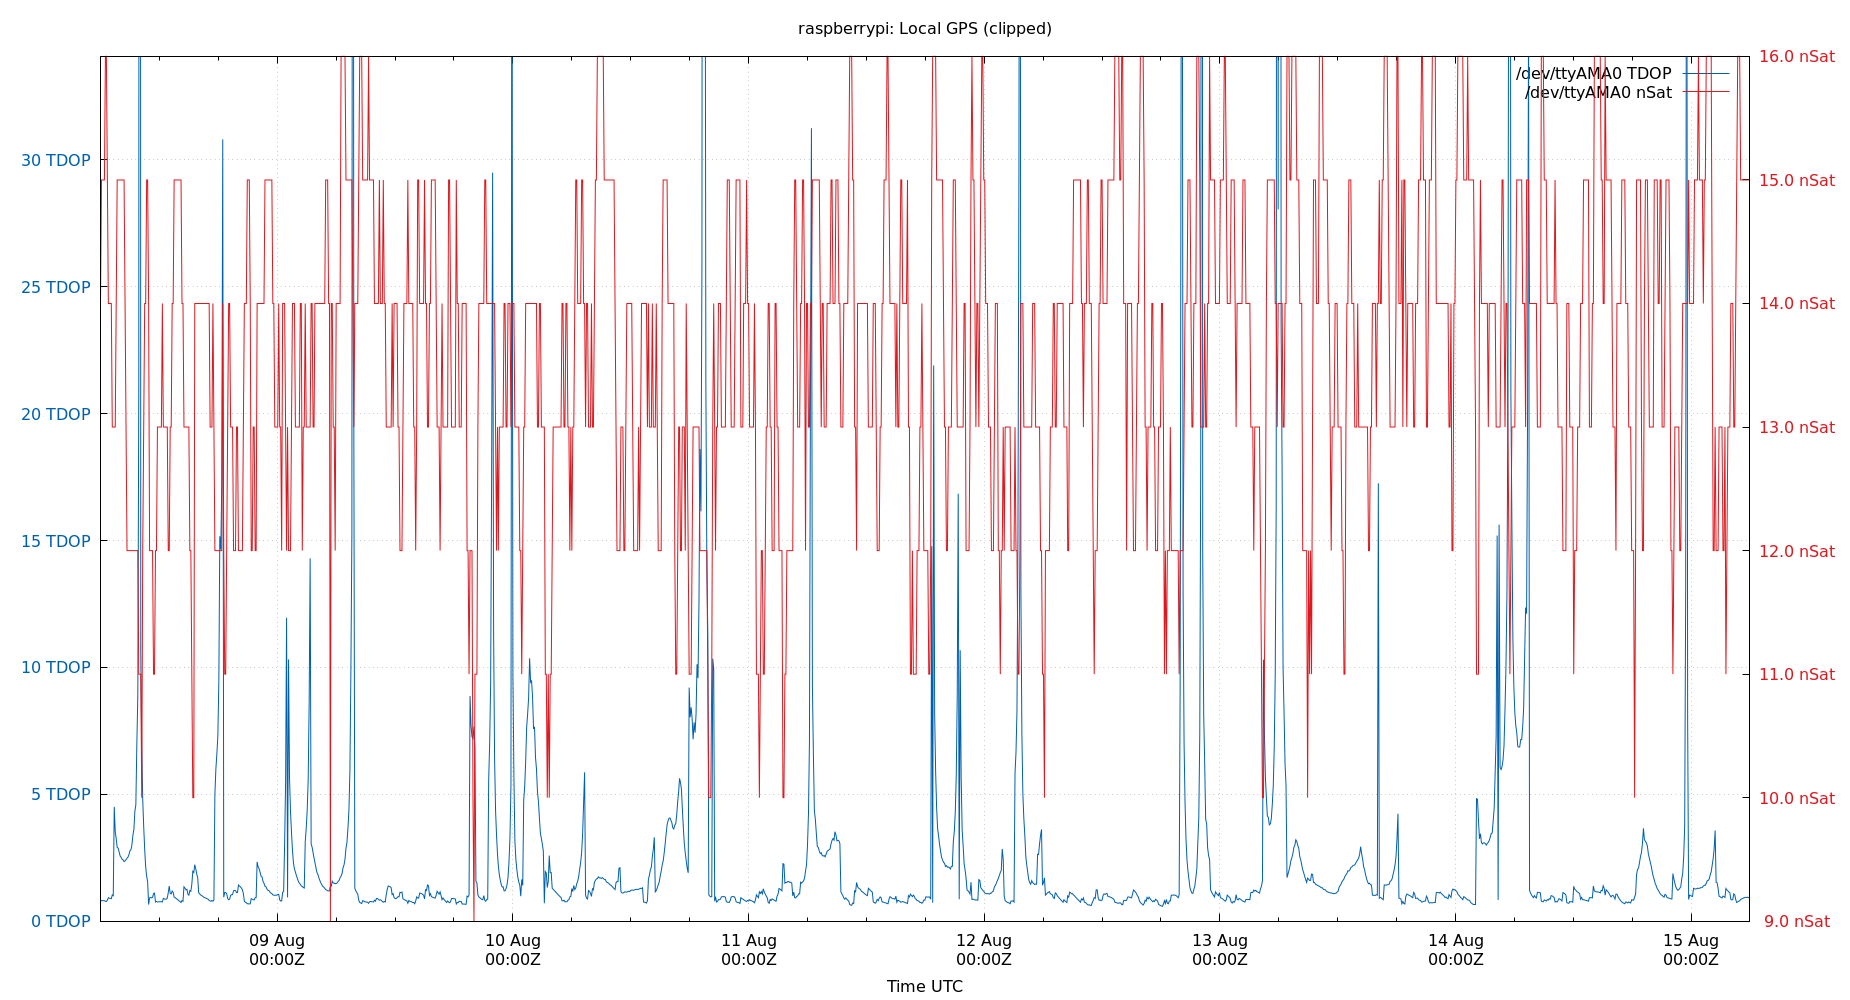 raspberrypi: Local GPS (clipped)
16.0 nSat
/dev/ttyAMA0 TDOP
/dev/ttyAMA0 nSat
30 TDOP
15.0 nSat
25 TDOP
14.0 nSat
20 TDOP
13.0 nSat
15 TDOP
12.0 nSat
10 TDOP
11.0 nSat
5 TDOP
10.0 nSat
0 TDOP
9.0 nSat
09 Aug 10 Aug 11 Aug 12 Aug 13 Aug 14 Aug 15 Aug
00:00Z 00:00Z 00:00Z 00:00Z 00:00Z 00:00Z 00:00Z
Time UTC